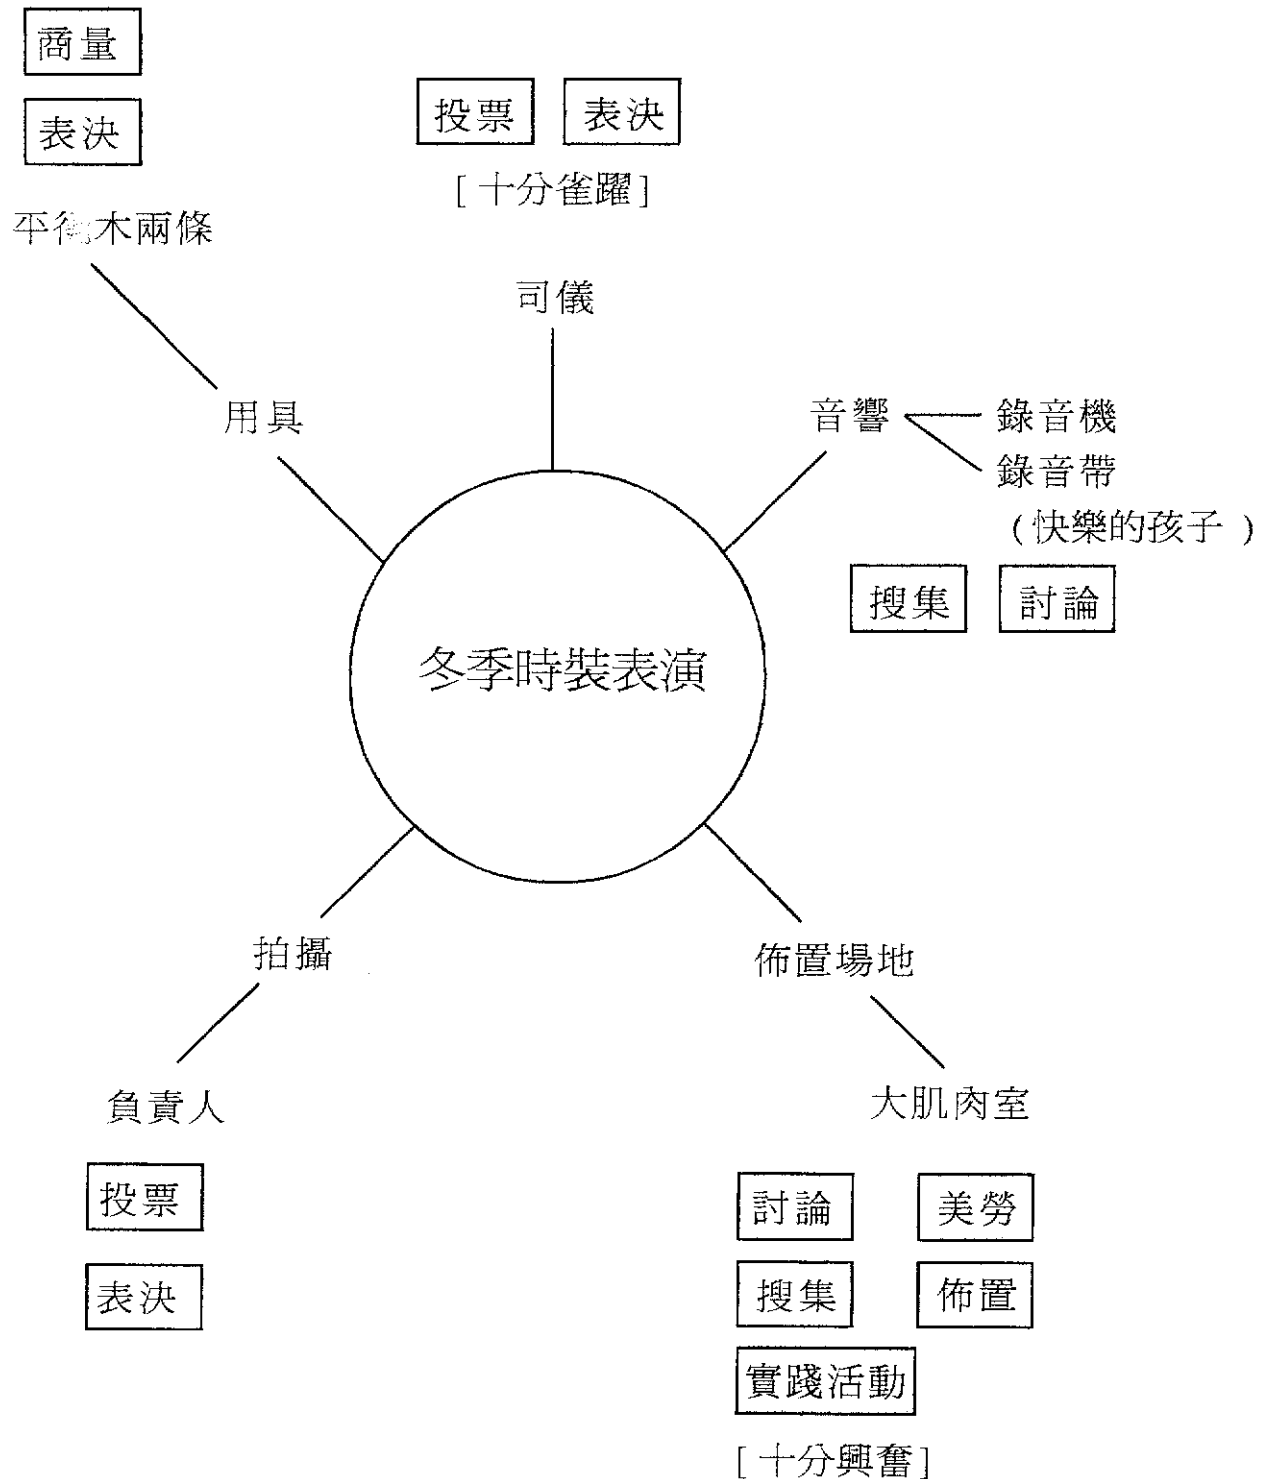 商量
表決
平衡木兩條
用具
投票 表決
[十分雀躍]
司儀
音響
錄音機
錄音帶
(快樂的孩子)
搜集 討論
冬季時裝表演
拍攝
負責人
投票
表決
佈置場地
大肌肉室
討論 美勞
搜集 佈置
實踐活動
[十分興奮]